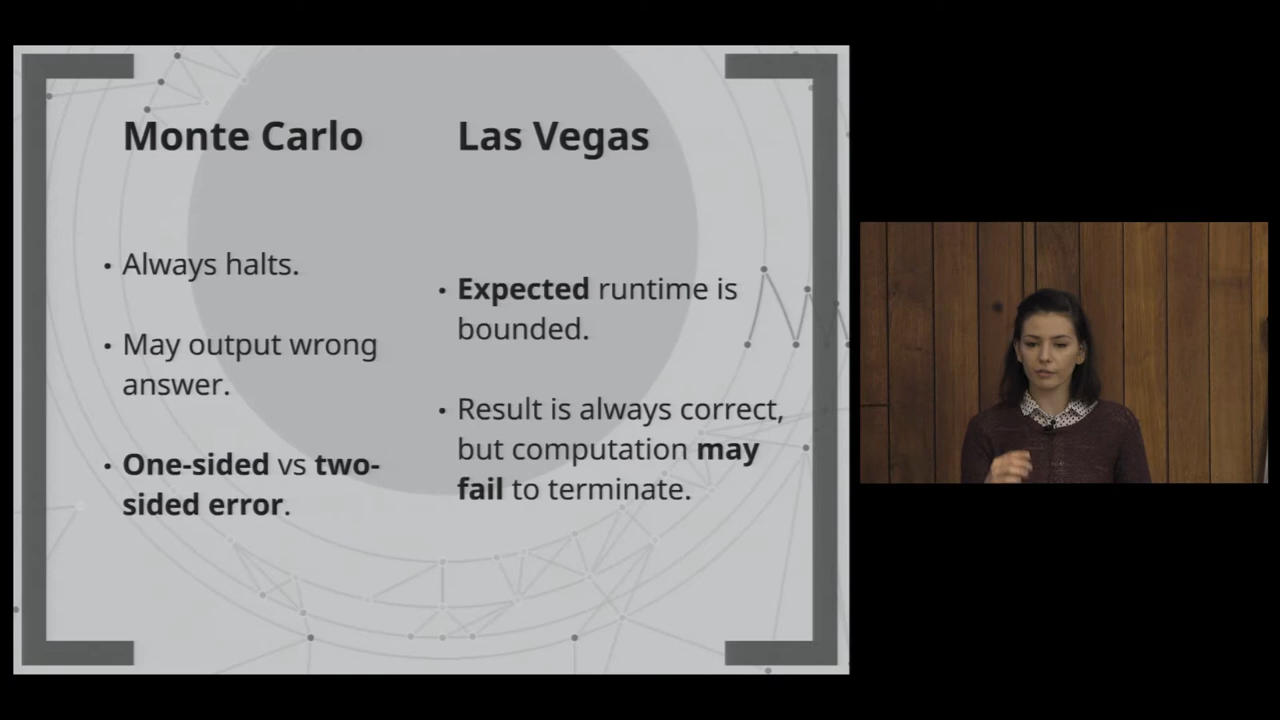 Monte Carlo
• Always halts.
• May output wrong
answer.
• One-sided vs two-
sided error.
Las Vegas
• Expected runtime is
bounded.
• Result is always correct,
but computation may
fail to terminate.